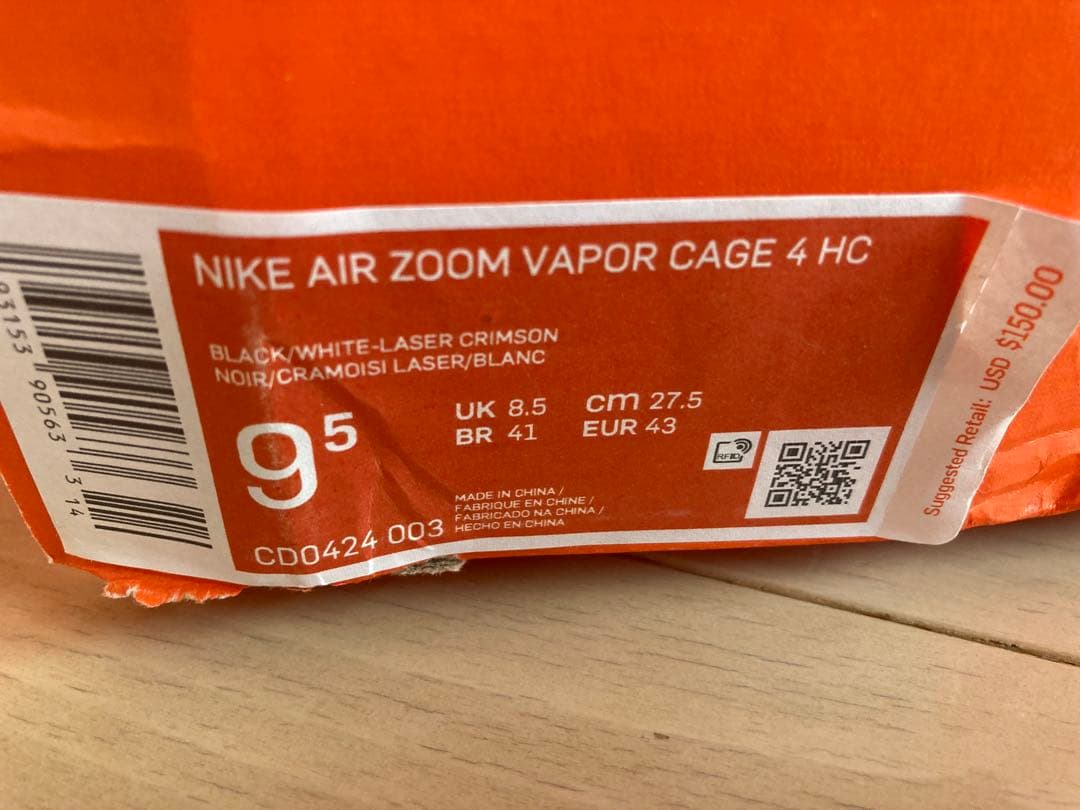 NIKE AIR ZOOM VAPOR CAGE 4 HC
BLACK/WHITE-LASER CRIMSON
NOIR/CRAMOISI LASER/BLANC
9 5
UK 8.5 cm 27.5
BR 41 EUR 43
RFID
MADE IN CHINA /
FABRIQUE EN CHINE /
FABRICADO NA CHINA /
HECHO EN CHINA
CD0424 003
93153 90563 3 14
Suggested Retail: USD $150.00